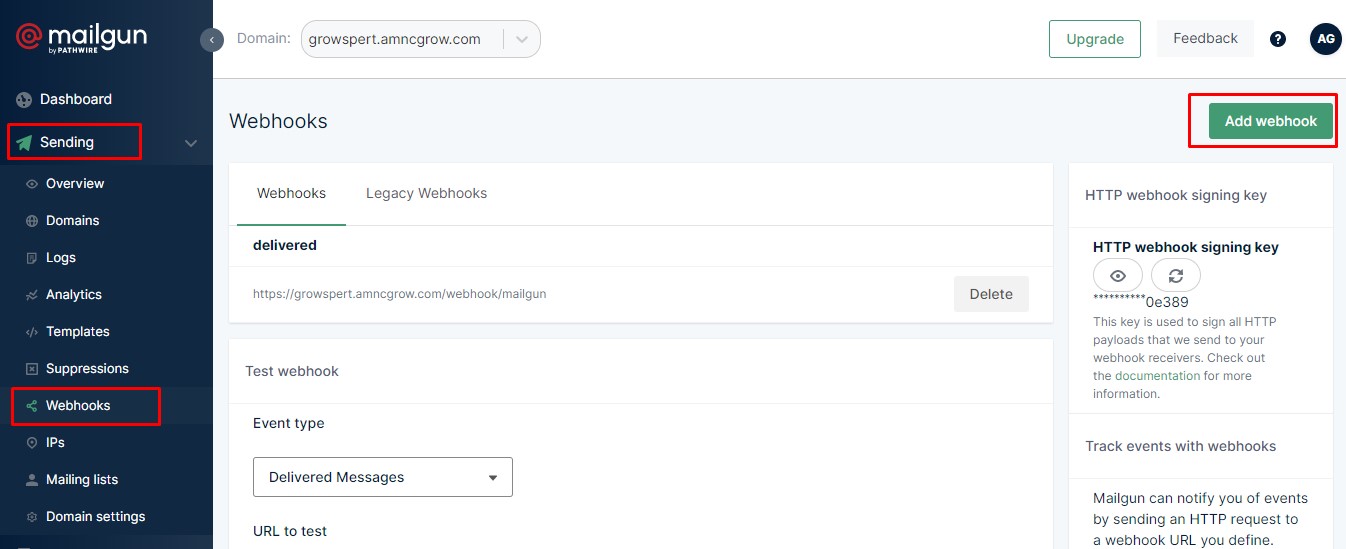 mailgun
by PATHWIRE
Domain:
growspert.amncgrow.com
Upgrade
Feedback
?
AG
Dashboard
Sending
Overview
Domains
Logs
Analytics
Templates
Suppressions
Webhooks
IPs
Mailing lists
Domain settings
Webhooks
Add webhook
Webhooks
Legacy Webhooks
delivered
https://growspert.amncgrow.com/webhook/mailgun
Delete
Test webhook
Event type
Delivered Messages
URL to test
HTTP webhook signing key
HTTP webhook signing key
**********0e389
This key is used to sign all HTTP
payloads that we send to your
webhook receivers. Check out
the documentation for more
information.
Track events with webhooks
Mailgun can notify you of events
by sending an HTTP request to
a webhook URL you define.